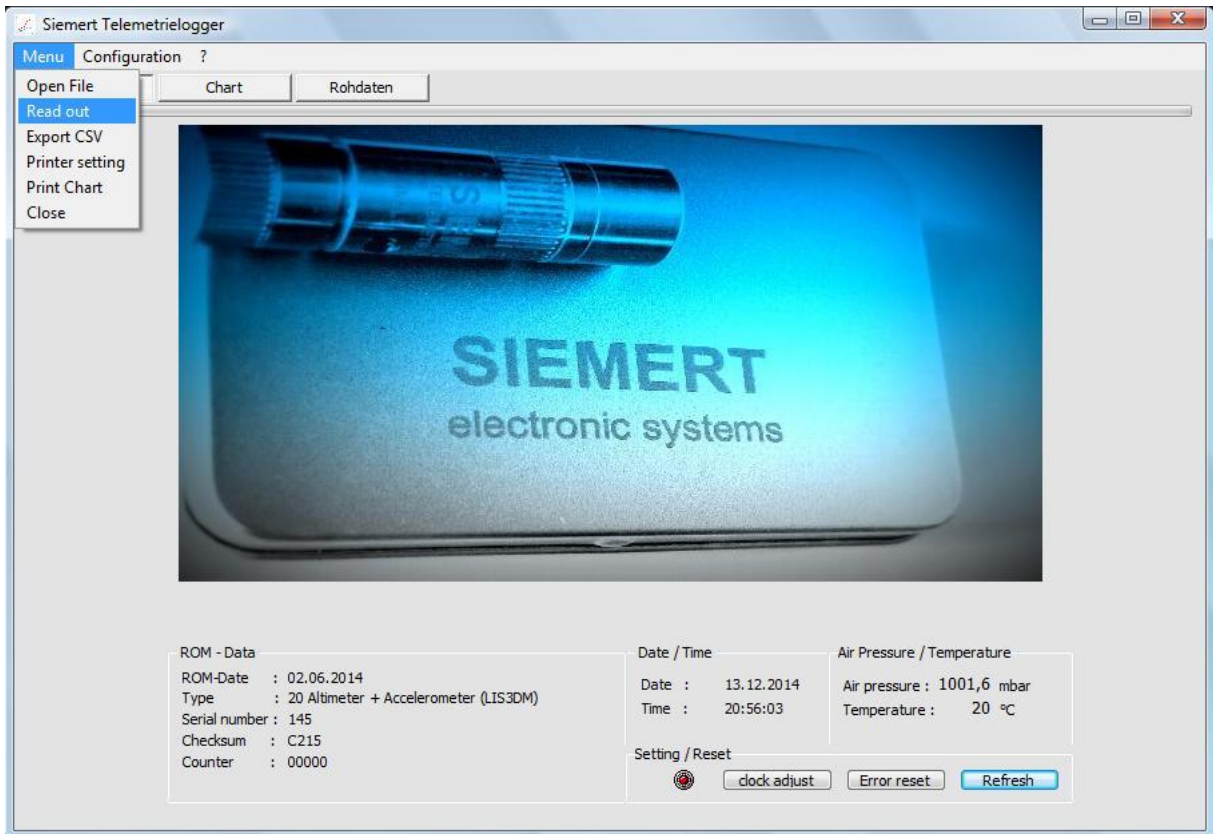 Siemert Telemetrielogger
Menu Configuration ?
Open File
Read out
Export CSV
Printer setting
Print Chart
Close
Chart Rohdaten
SIEMERT
electronic systems
ROM - Data
ROM-Date : 02.06.2014
Type : 20 Altimeter + Accelerometer (LIS3DM)
Serial number : 145
Checksum : C215
Counter : 00000
Date / Time
Date : 13.12.2014
Time : 20:56:03
Air Pressure / Temperature
Air pressure : 1001,6 mbar
Temperature : 20 °C
Setting / Reset
clock adjust Error reset Refresh